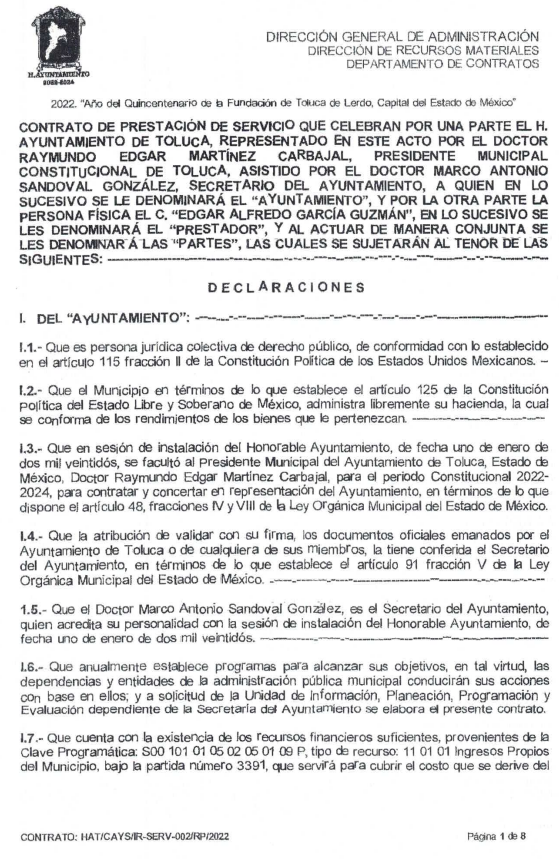 H. AYUNTAMIENTO
2022-2024
DIRECCIÓN GENERAL DE ADMINISTRACIÓN
DIRECCIÓN DE RECURSOS MATERIALES
DEPARTAMENTO DE CONTRATOS
2022. "Año del Quincentenario de la Fundación de Toluca de Lerdo, Capital del Estado de México"
CONTRATO DE PRESTACIÓN DE SERVICIO QUE CELEBRAN POR UNA PARTE EL H.
AYUNTAMIENTO DE TOLUCA, REPRESENTADO EN ESTE ACTO POR EL DOCTOR
RAYMUNDO EDGAR MARTÍNEZ CARBAJAL, PRESIDENTE MUNICIPAL
CONSTITUCIONAL DE TOLUCA, ASISTIDO POR EL DOCTOR MARCO ANTONIO
SANDOVAL GONZÁLEZ, SECRETARIO DEL AYUNTAMIENTO, A QUIEN EN LO
SUCESIVO SE LE DENOMINARÁ EL "AYUNTAMIENTO", Y POR LA OTRA PARTE LA
PERSONA FÍSICA EL C. "EDGAR ALFREDO GARCÍA GUZMÁN", EN LO SUCESIVO SE
LES DENOMINARÁ EL "PRESTADOR", Y AL ACTUAR DE MANERA CONJUNTA SE
LES DENOMINARÁ LAS "PARTES", LAS CUALES SE SUJETARÁN AL TENOR DE LAS
SIGUIENTES: ------------------------------
DECLARACIONES
I. DEL "AYUNTAMIENTO": ------------------------------
I.1.- Que es persona jurídica colectiva de derecho público, de conformidad con lo establecido
en el artículo 115 fracción II de la Constitución Política de los Estados Unidos Mexicanos. --
I.2.- Que el Municipio en términos de lo que establece el artículo 125 de la Constitución
Política del Estado Libre y Soberano de México, administra libremente su hacienda, la cual
se conforma de los rendimientos de los bienes que le pertenezcan. --------------------
I.3.- Que en sesión de instalación del Honorable Ayuntamiento, de fecha uno de enero de
dos mil veintidós, se facultó al Presidente Municipal del Ayuntamiento de Toluca, Estado de
México, Doctor Raymundo Edgar Martínez Carbajal, para el periodo Constitucional 2022-
2024, para contratar y concertar en representación del Ayuntamiento, en términos de lo que
dispone el artículo 48, fracciones IV y VIII de la Ley Orgánica Municipal del Estado de México.
I.4.- Que la atribución de validar con su firma, los documentos oficiales emanados por el
Ayuntamiento de Toluca o de cualquiera de sus miembros, la tiene conferida el Secretario
del Ayuntamiento, en términos de lo que establece el artículo 91 fracción V de la Ley
Orgánica Municipal del Estado de México. ------------------------------
1.5.- Que el Doctor Marco Antonio Sandoval González, es el Secretario del Ayuntamiento,
quien acredita su personalidad con la sesión de instalación del Honorable Ayuntamiento, de
fecha uno de enero de dos mil veintidós. ------------------------------
I.6.- Que anualmente establece programas para alcanzar sus objetivos, en tal virtud, las
dependencias y entidades de la administración pública municipal conducirán sus acciones
con base en ellos; y a solicitud de la Unidad de Información, Planeación, Programación y
Evaluación dependiente de la Secretaría del Ayuntamiento se elabora el presente contrato.
I.7.- Que cuenta con la existencia de los recursos financieros suficientes, provenientes de la
Clave Programática: S00 101 01 05 02 05 01 09 P, tipo de recurso: 11 01 01 Ingresos Propios
del Municipio, bajo la partida número 3391, que servirá para cubrir el costo que se derive del
CONTRATO: HAT/CAYS/IR-SERV-002/RP/2022
Página 1 de 8